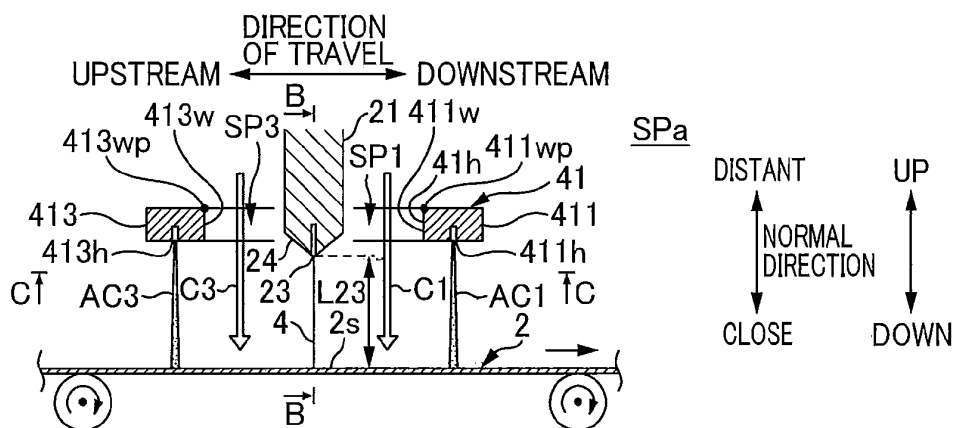 DIRECTION
OF TRAVEL
UPSTREAM
DOWNSTREAM
B
21
413w
SP3
411w
SPa
413wp
SP1
41h
411wp
41
DISTANT
UP
413
411
NORMAL
DIRECTION
413h
24
411h
C
AC3
C3
23
L23
C1
AC1
C
4
2s
2
CLOSE
DOWN
B